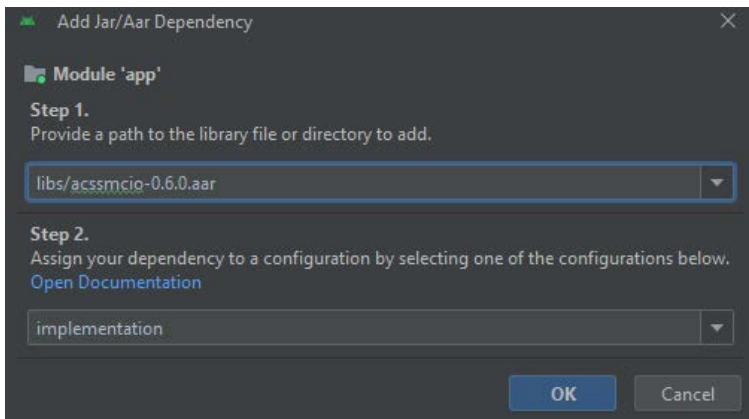 Add Jar/Aar Dependency
Module 'app'
Step 1.
Provide a path to the library file or directory to add.
libs/acssmcio-0.6.0.aar
Step 2.
Assign your dependency to a configuration by selecting one of the configurations below.
Open Documentation
implementation
OK Cancel